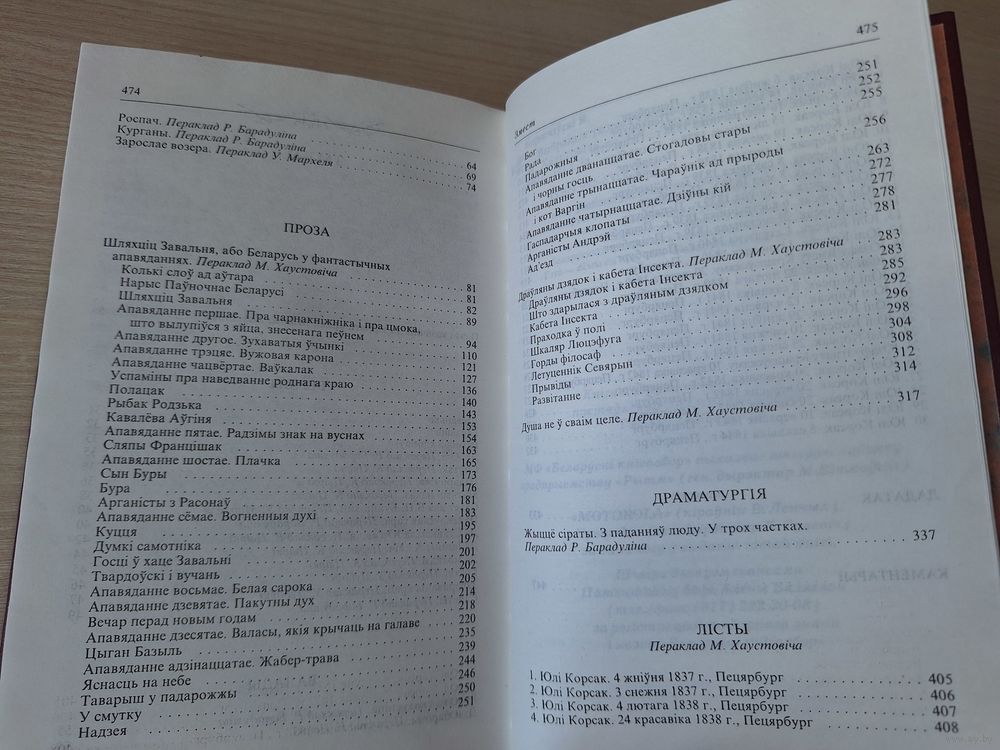 474
Роспач. Пераклад Р. Барадуліна 64
Курганы. Пераклад Р. Барадуліна 69
Зарослае возера. Пераклад У. Мархеля 74
ПРОЗА
Шляхціц Завальня, або Беларусь у фантастычных
апавяданнях. Пераклад М. Хаустовіча 81
Колькі слоў ад аўтара 81
Нарыс Паўночнае Беларусі 82
Шляхціц Завальня 89
Апавяданне першае. Пра чарнакніжніка і пра цмока,
што вылупіўся з яйца, знесенага пеўнем 94
Апавяданне другое. Зухаватыя ўчынкі 110
Апавяданне трэцяе. Вужовая карона 121
Апавяданне чацвёртае. Ваўкалак 127
Успаміны пра наведванне роднага краю 136
Полацак 140
Рыбак Родзька 143
Кавалёва Аўгіня 153
Апавяданне пятае. Радзімы знак на вуснах 154
Сляпы Францішак 163
Апавяданне шостае. Плачка 165
Сын Буры 173
Бура 176
Арганісты з Расонаў 181
Апавяданне сёмае. Вогненныя духі 183
Куцця 195
Думкі самотніка 197
Госці ў хаце Завальні 201
Твардоўскі і вучань 202
Апавяданне восьмае. Белая сарока 205
Апавяданне дзевятае. Пакутны дух 214
Вечар перад новым годам 218
Апавяданне дзесятае. Валасы, якія крычаць на галаве 220
Цыган Базыль 235
Апавяданне адзінаццатае. Жабер-трава 239
Яснасць на небе 244
Таварыш у падарожжы 246
У смутку 250
Надзея 251
475
Змест
Бог 251
Рада 252
Падарожныя 255
Апавяданне дванаццатае. Стогадовы стары
і чорны госць 256
Апавяданне трынаццатае. Чараўнік ад прыроды
і кот Варгін 263
Апавяданне чатырнаццатае. Дзіўны кій 272
Гаспадарчыя клопаты 277
Арганісты Андрэй 278
Ад'езд 281
Драўляны дзядок і кабета Інсекта. Пераклад М. Хаустовіча 283
Драўляны дзядок і кабета Інсекта 283
Што здарылася з драўляным дзядком 285
Кабета Інсекта 292
Праходка ў полі 296
Шкаляр Люцэфуга 298
Горды філосаф 304
Летуценнік Севярын 308
Прывіды 312
Развітанне 314
Душа не ў сваім целе. Пераклад М. Хаустовіча 317
ДРАМАТУРГІЯ
Жыццё сіраты. З паданняў люду. У трох частках.
Пераклад Р. Барадуліна 337
ЛІСТЫ
Пераклад М. Хаустовіча
1. Юлі Корсак. 4 жніўня 1837 г., Пецярбург 405
2. Юлі Корсак. 3 снежня 1837 г., Пецярбург 406
3. Юлі Корсак. 4 лютага 1838 г., Пецярбург 407
4. Юлі Корсак. 24 красавіка 1838 г., Пецярбург 408